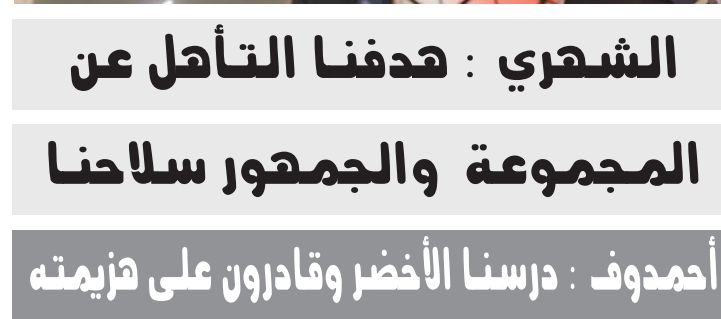 الشهري : هدفنا التأهل عن
المجموعة والجمهور سلاحنا
أحمدوف : درسنا الأخضر وقادرون على هزيمته